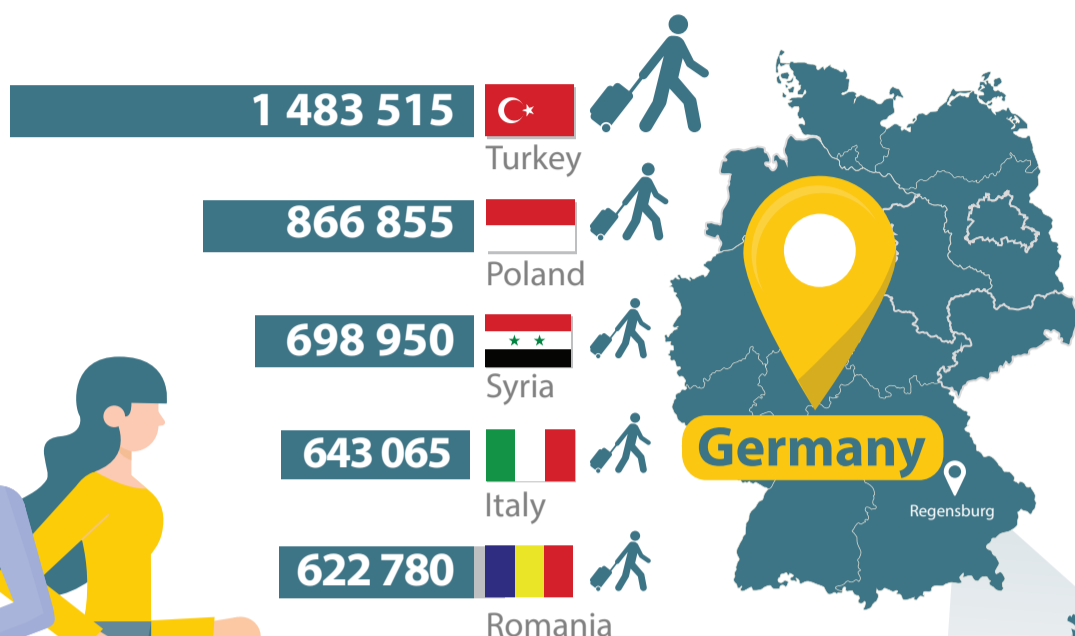 1 483 515
Turkey
866 855
Poland
698 950
Syria
643 065
Italy
622 780
Romania
Germany
Regensburg